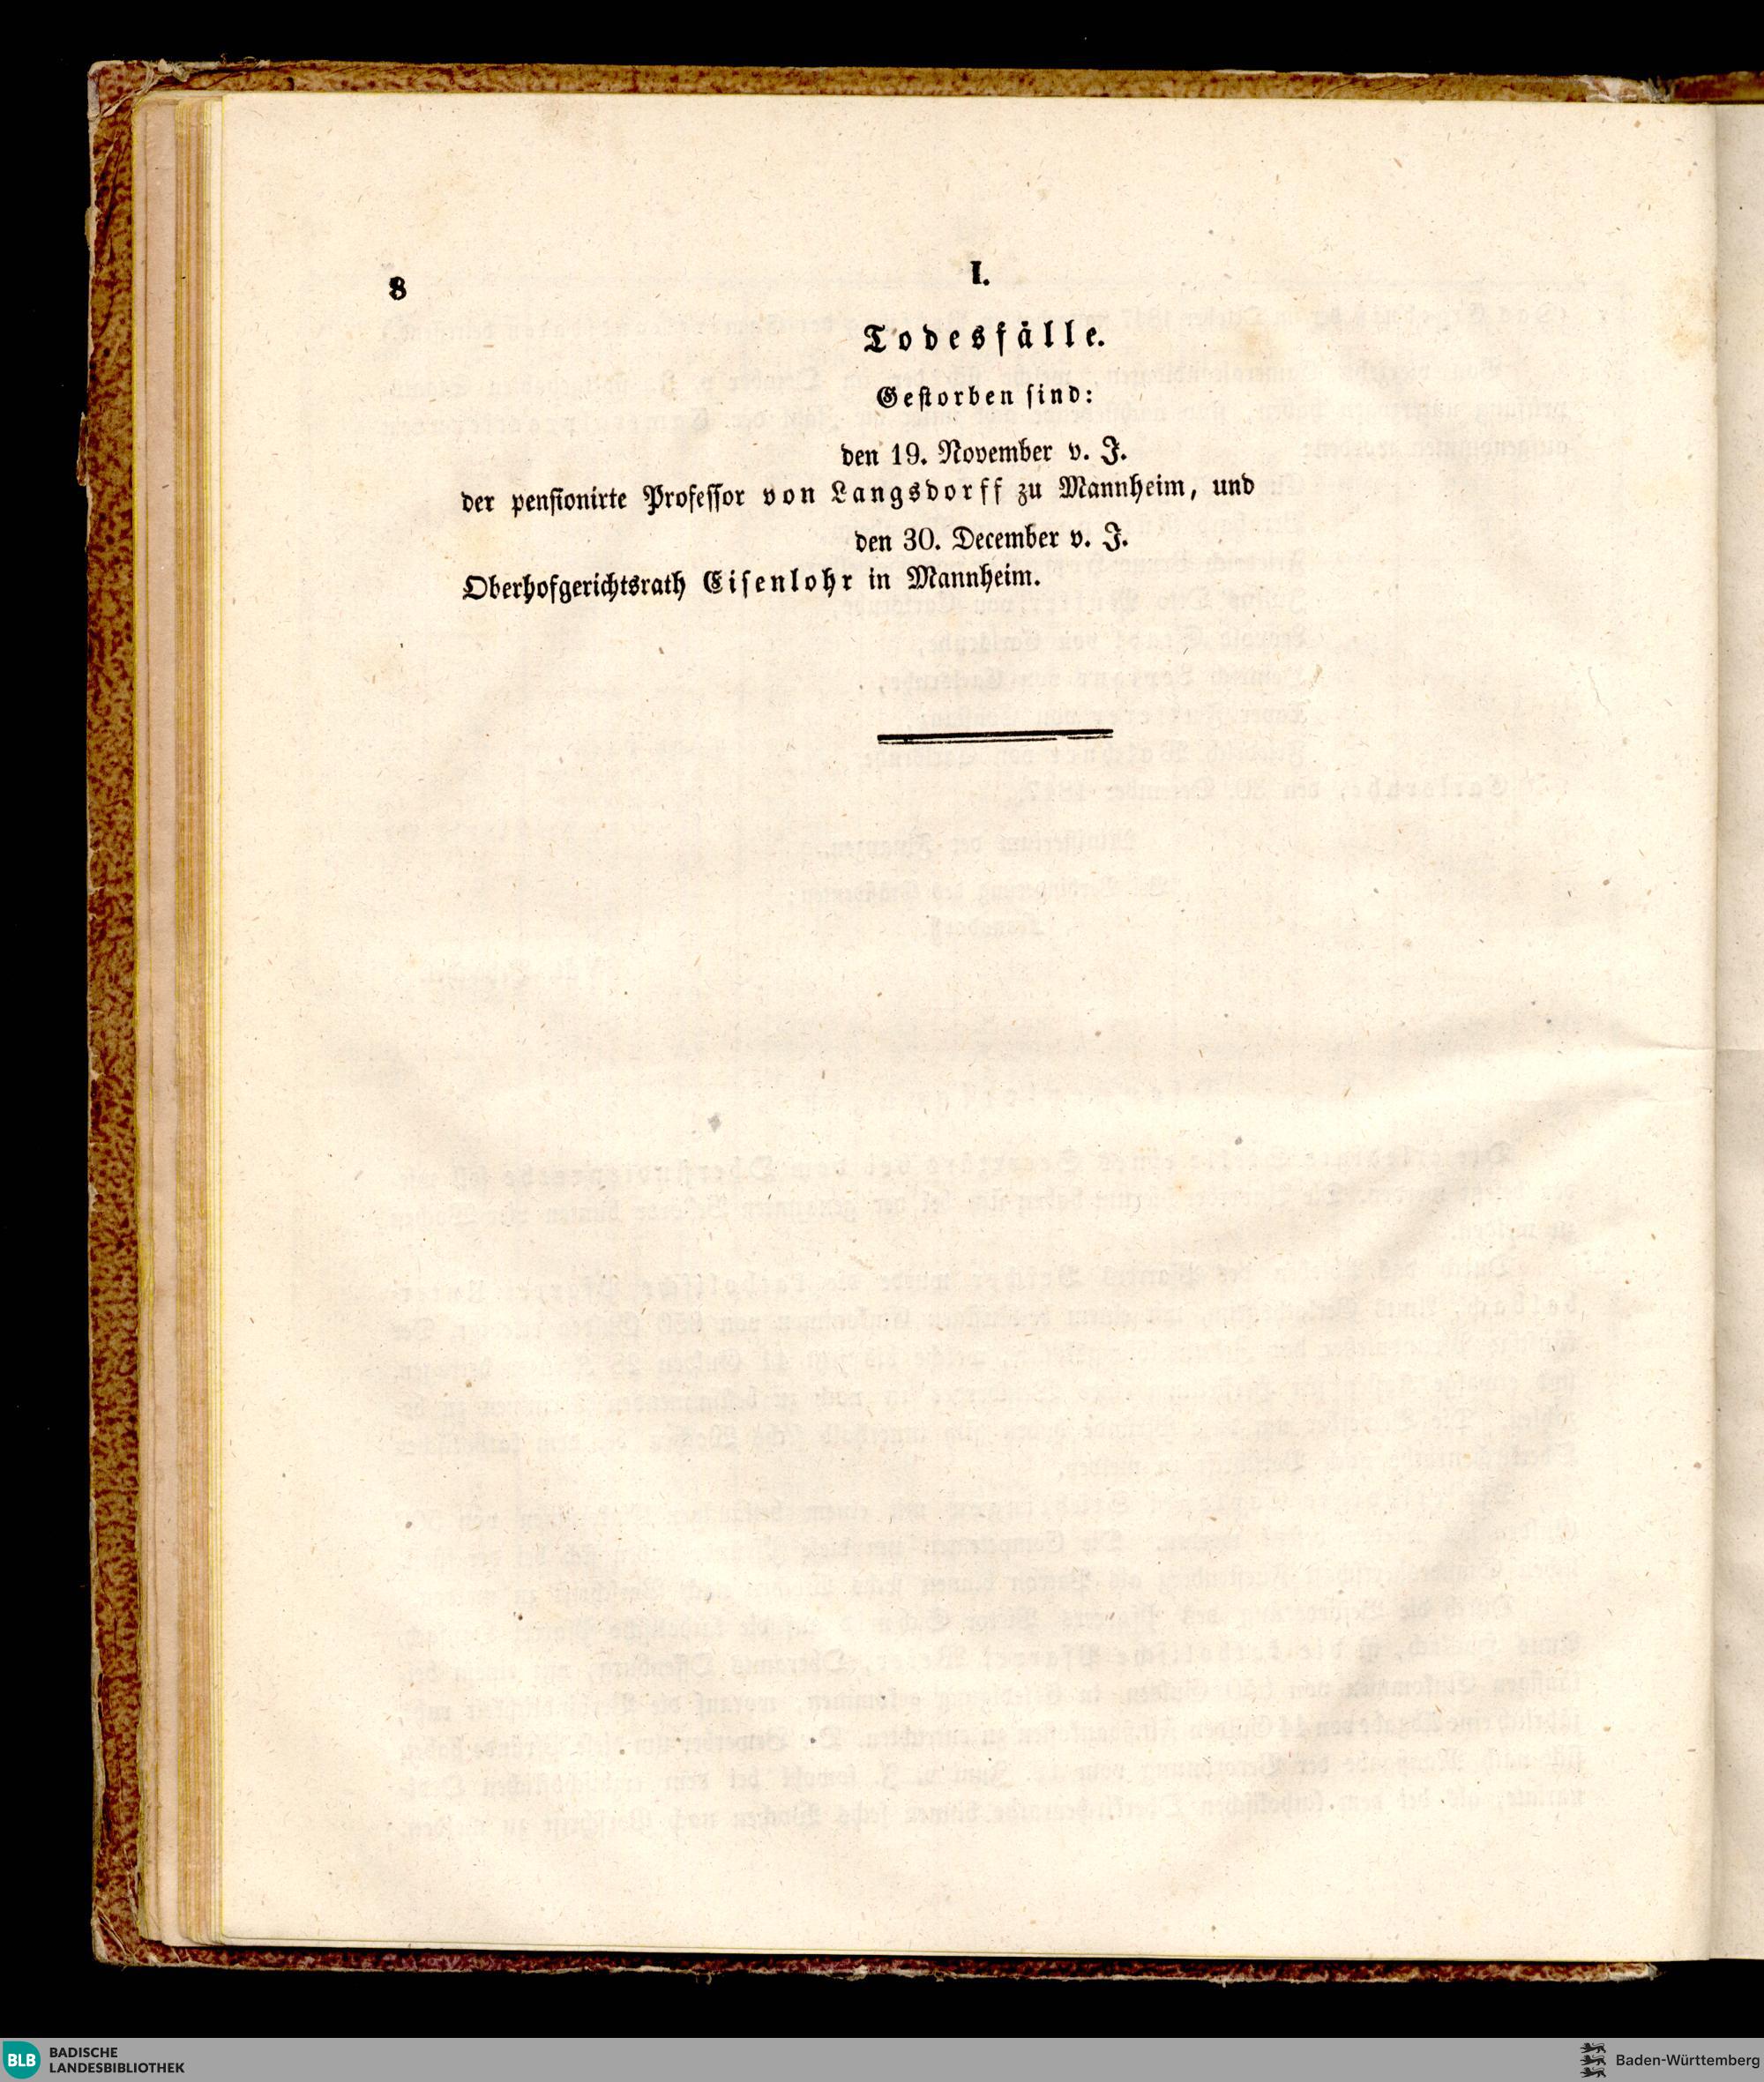 8
I.
Todesfälle.
Gestorben sind:
den 19. November v. J.
der pensionirte Professor von Langsdorff zu Mannheim, und
den 30. December v. J.
Oberhofgerichtsrath Eisenlohr in Mannheim.
BLB BADISCHE
LANDESBIBLIOTHEK
Baden-Württemberg